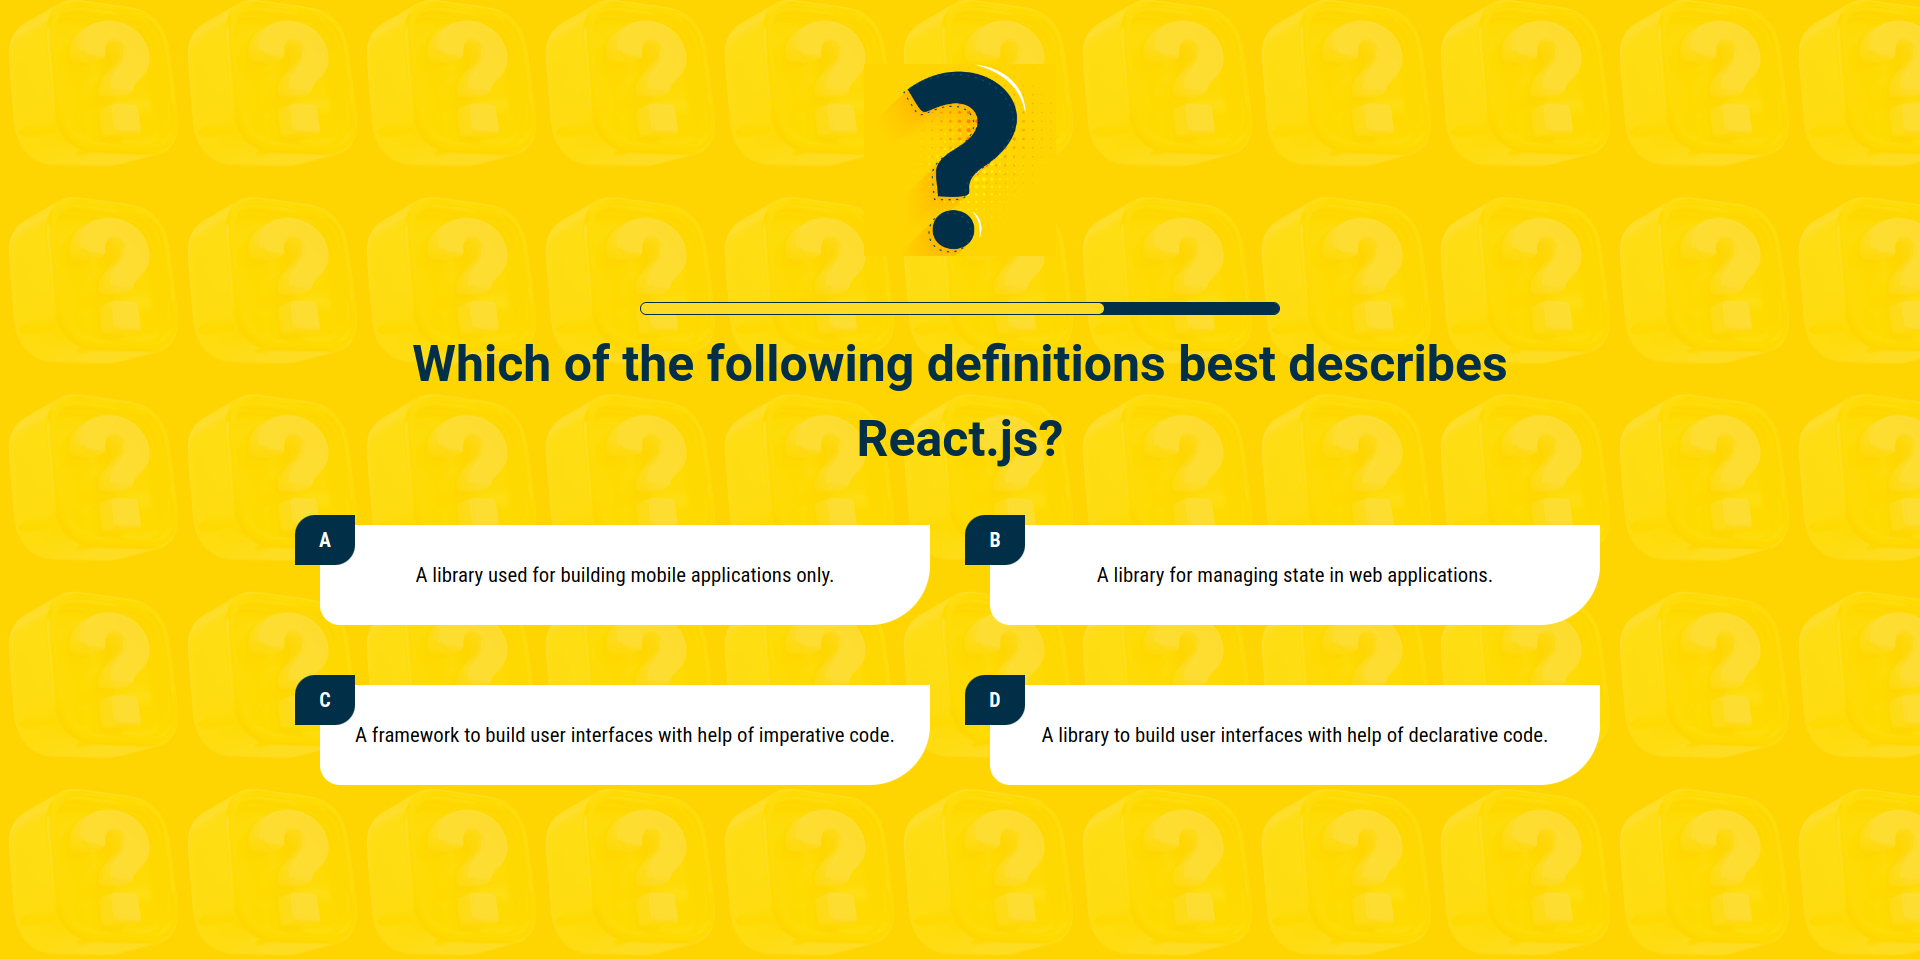 Which of the following definitions best describes
React.js?
A
A library used for building mobile applications only.
B
A library for managing state in web applications.
C
A framework to build user interfaces with help of imperative code.
D
A library to build user interfaces with help of declarative code.